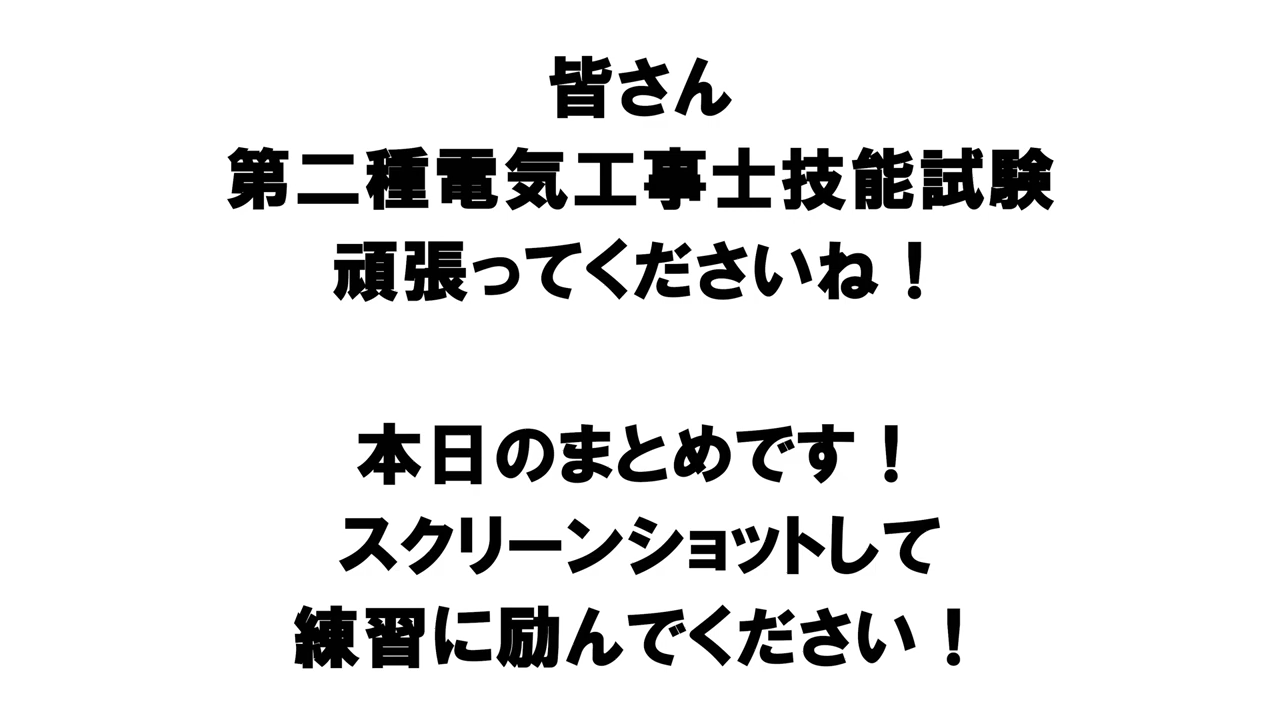 皆さん
第二種電気工事士技能試験
頑張ってくださいね！
本日のまとめです！
スクリーンショットして
練習に励んでください！